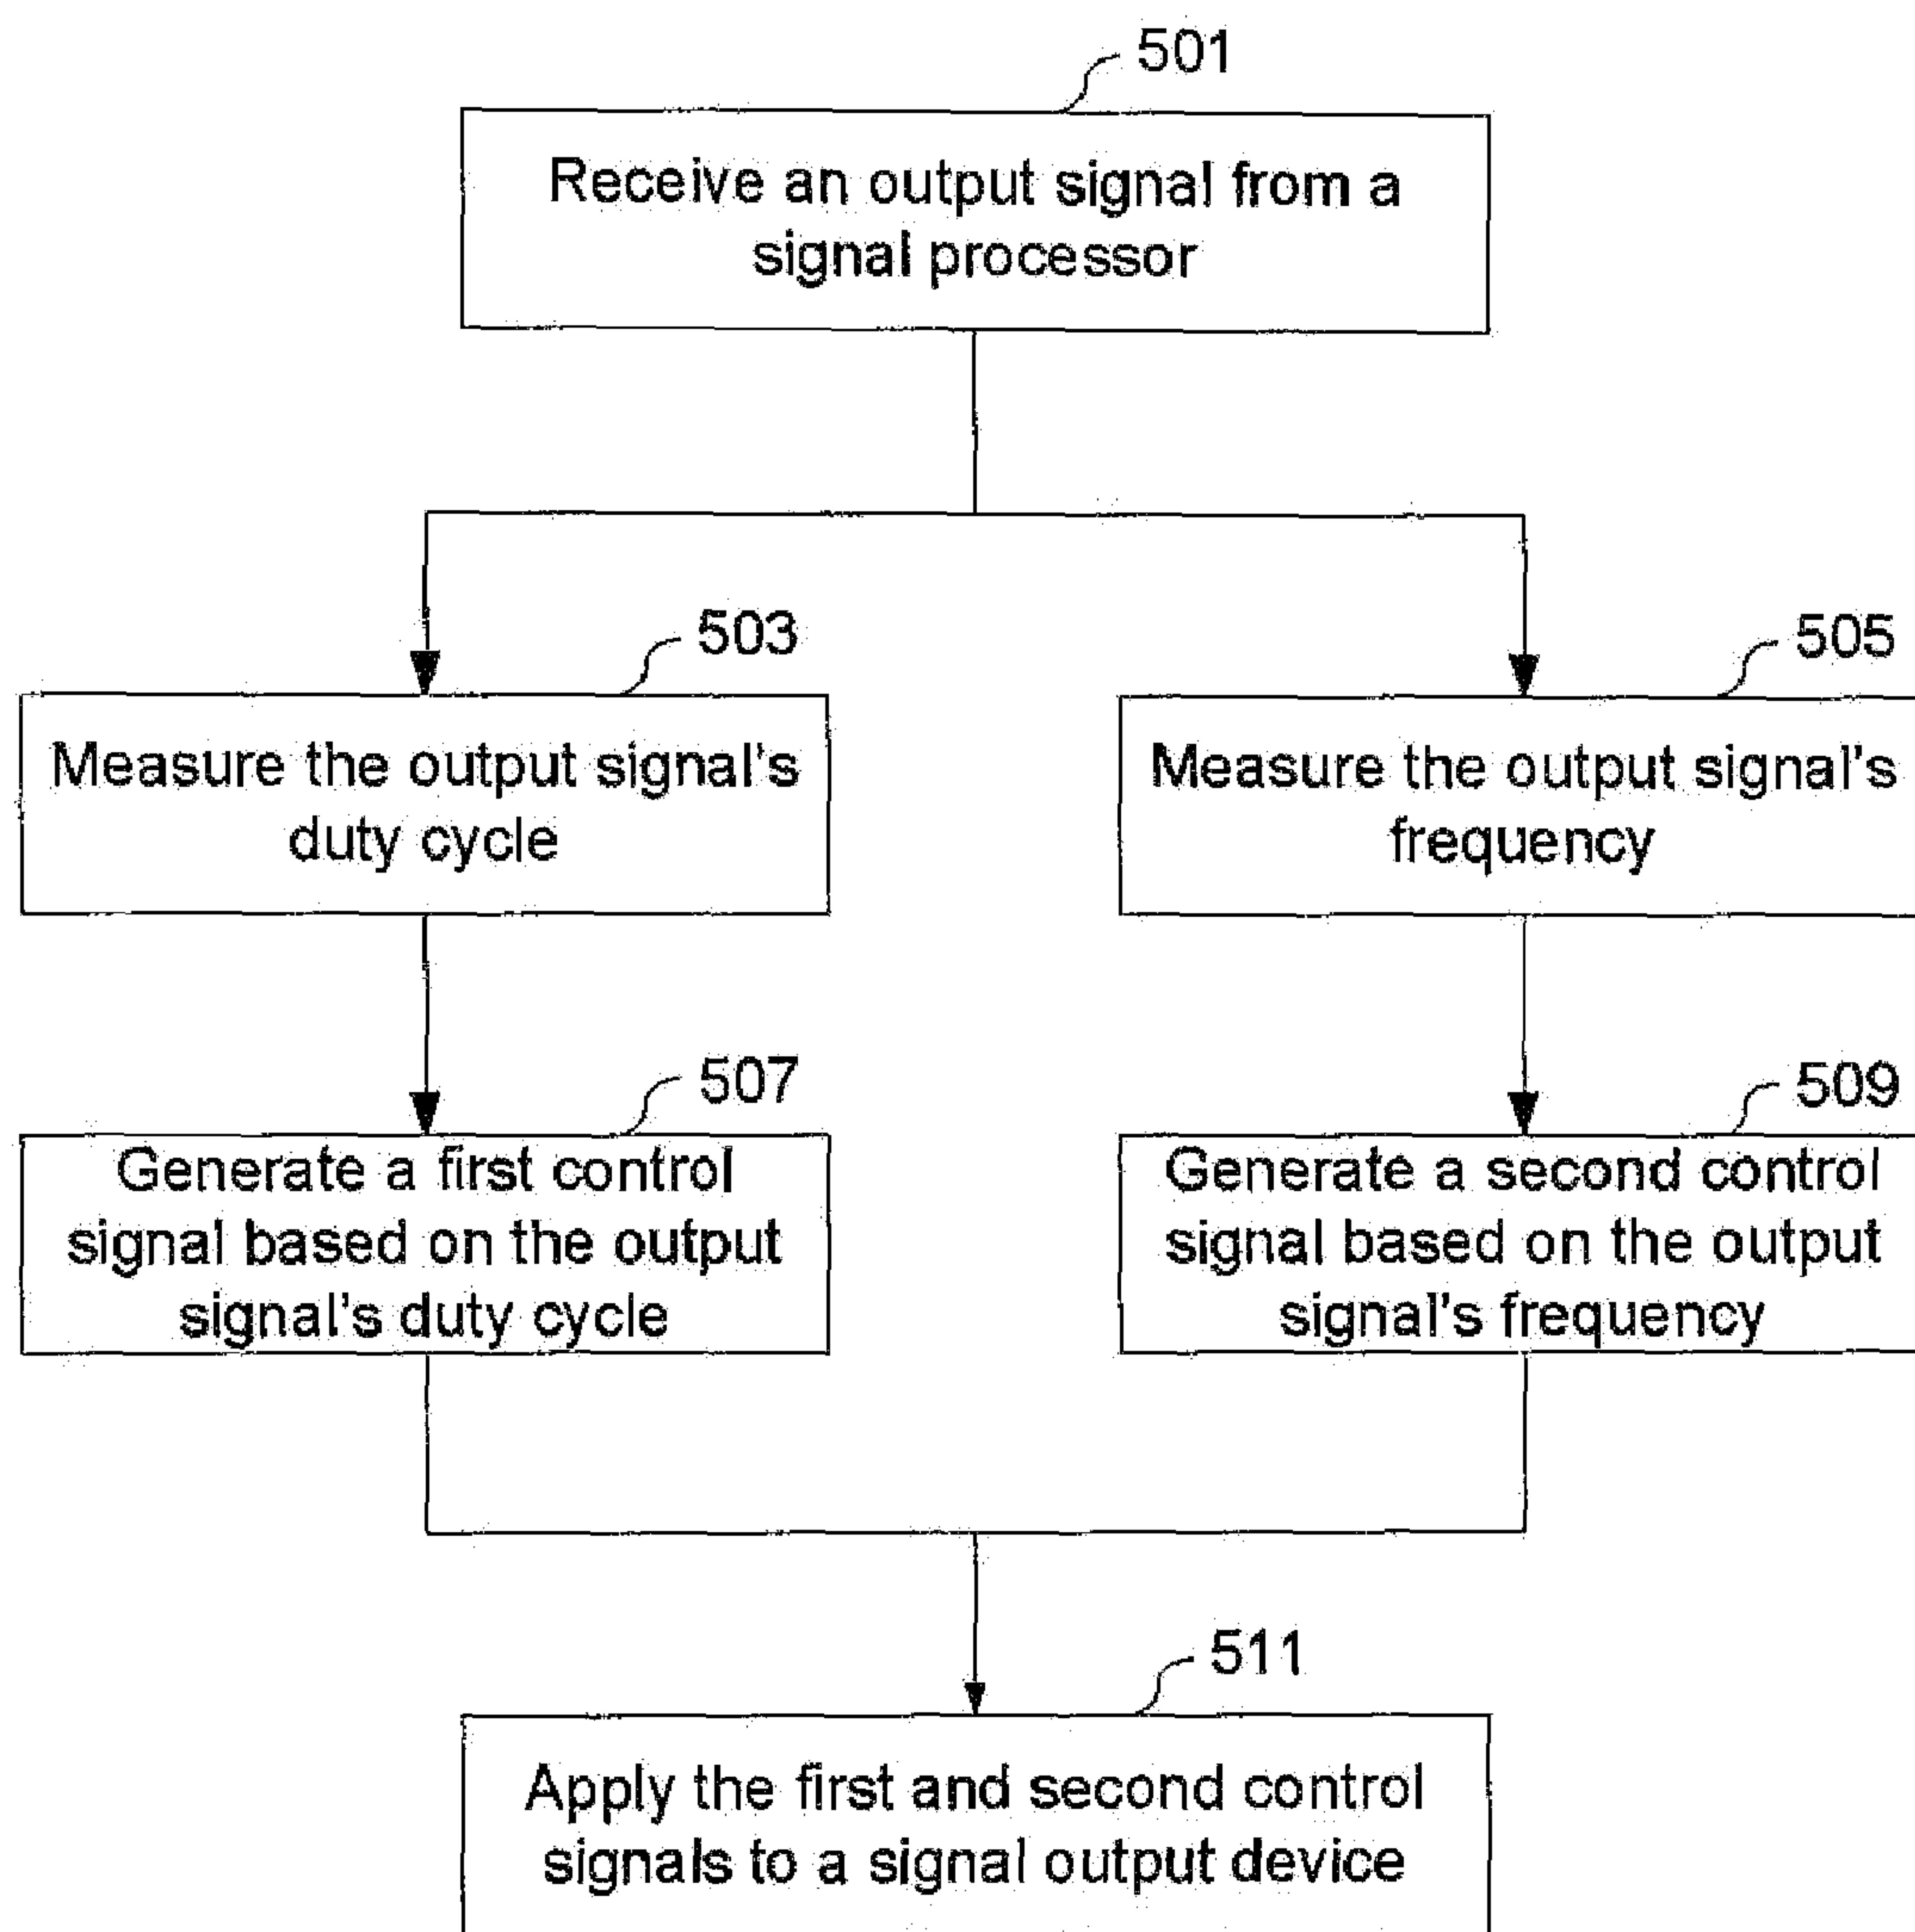 501
Receive an output signal from a
signal processor
503
505
Measure the output signal's
duty cycle
Measure the output signal's
frequency
507
509
Generate a first control
signal based on the output
signal's duty cycle
Generate a second control
signal based on the output
signal's frequency
511
Apply the first and second control
signals to a signal output device